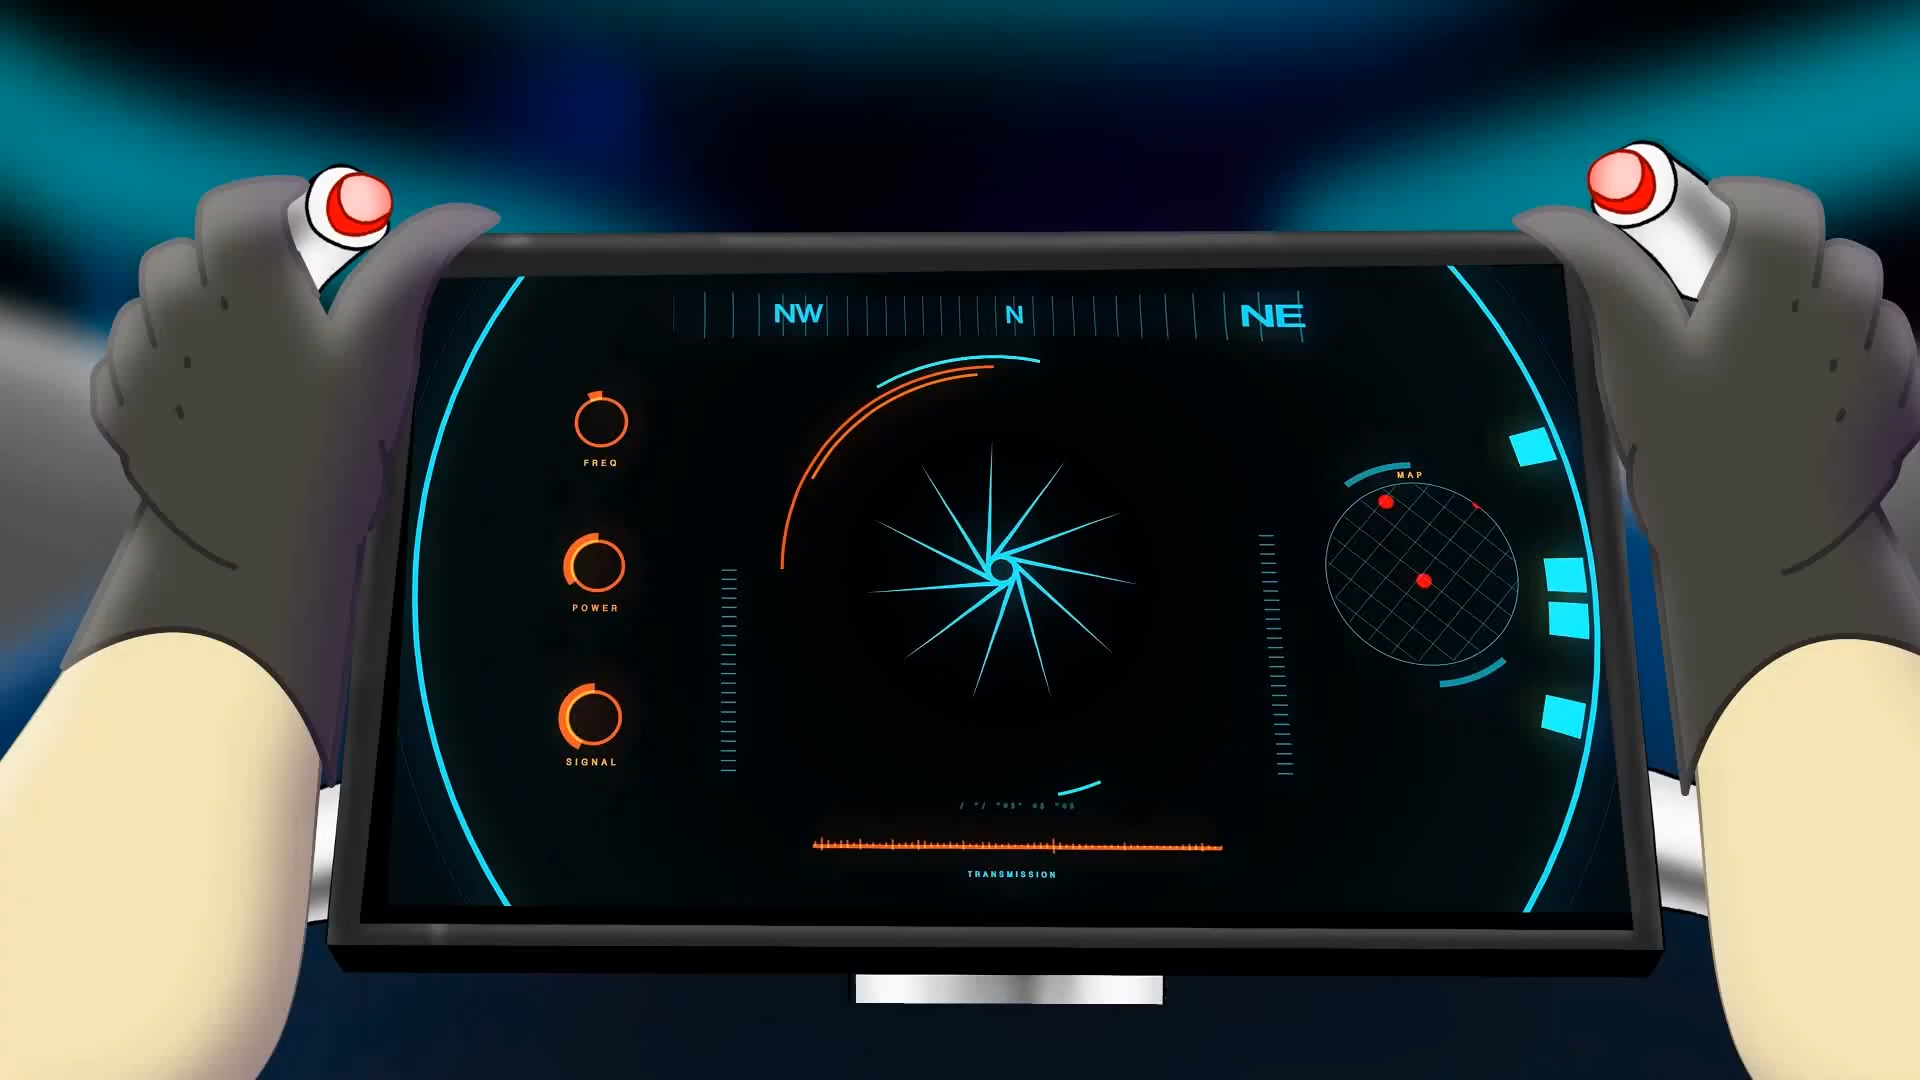 NW N NE
FREQ
MAP
POWER
SIGNAL
TRANSMISSION